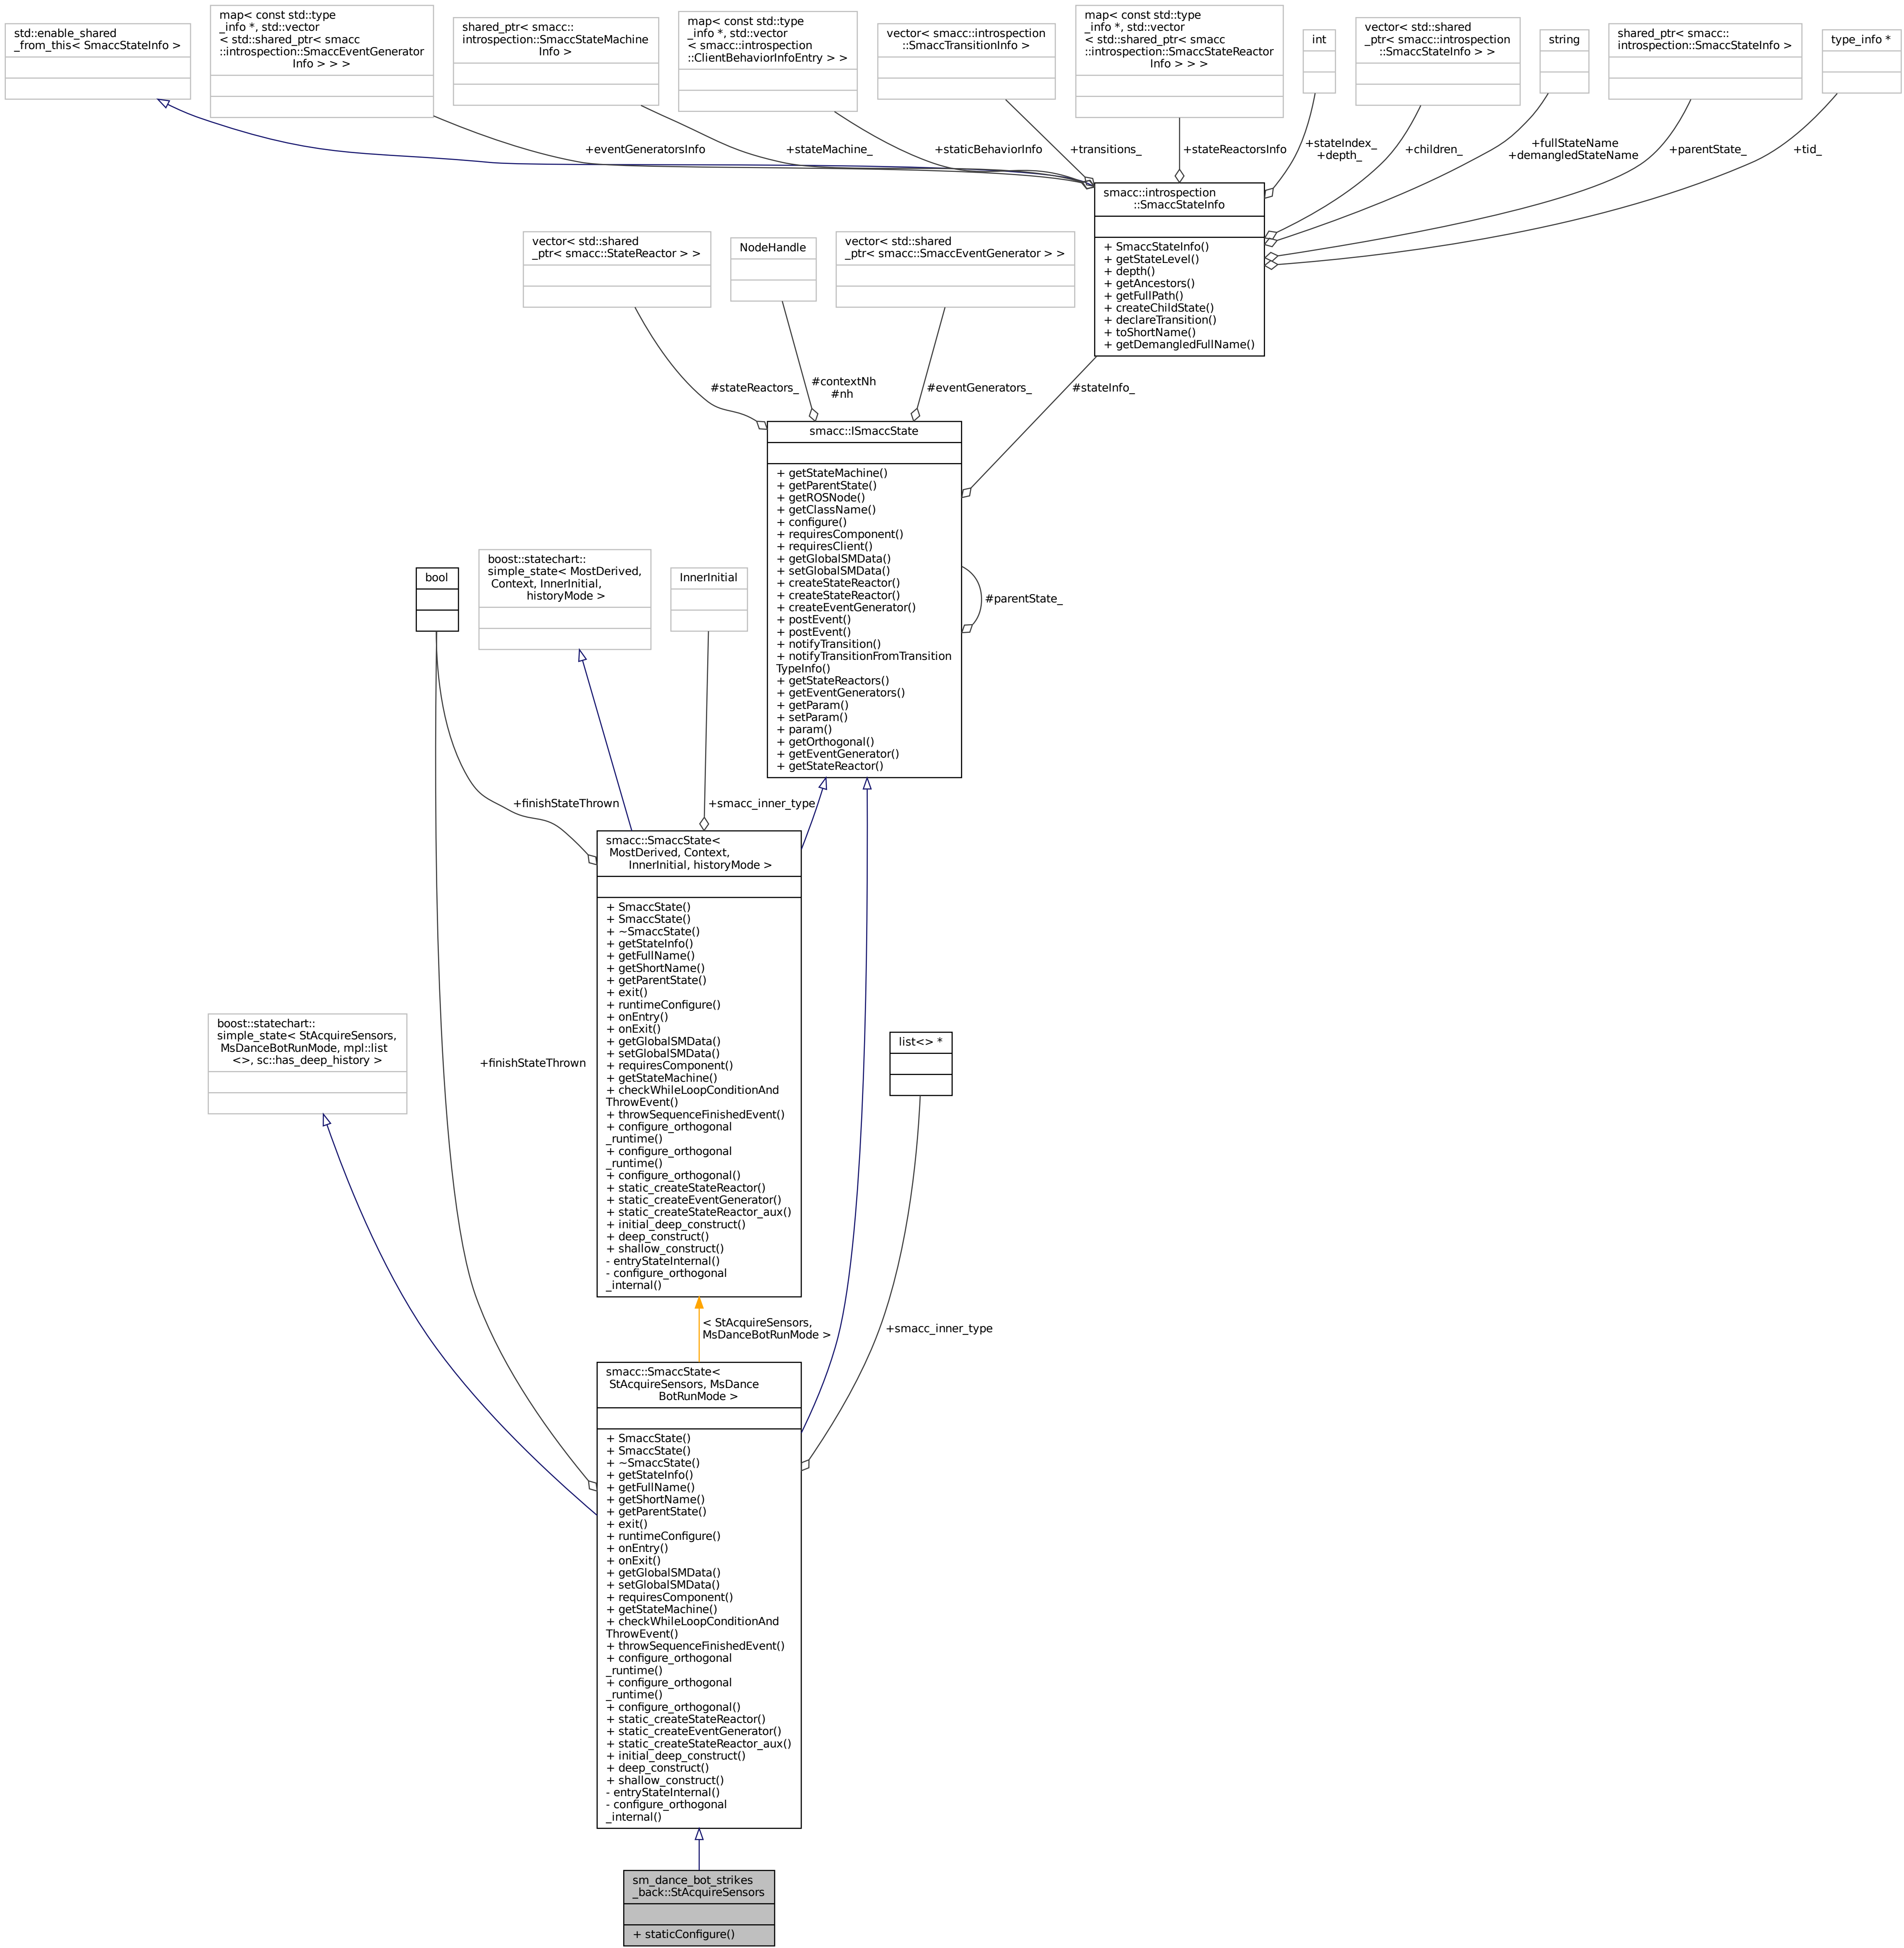 std::enable_shared
_from_this< SmaccStateInfo >
map< const std::type
_info *, std::vector
< std::shared_ptr< smacc
::introspection::SmaccEventGenerator
Info > > >
shared_ptr< smacc::
introspection::SmaccStateMachine
Info >
map< const std::type
_info *, std::vector
< smacc::introspection
::ClientBehaviorInfoEntry > >
vector< smacc::introspection
::SmaccTransitionInfo >
map< const std::type
_info *, std::vector
< std::shared_ptr< smacc
::introspection::SmaccStateReactor
Info > > >
int
vector< std::shared
_ptr< smacc::introspection
::SmaccStateInfo > >
string
shared_ptr< smacc::
introspection::SmaccStateInfo >
type_info *
+eventGeneratorsInfo
+stateMachine_
+staticBehaviorInfo
+transitions_
+stateReactorsInfo
+stateIndex_
+depth_
+children_
+fullStateName
+demangledStateName
+parentState_
+tid_
smacc::introspection
::SmaccStateInfo
+ SmaccStateInfo()
+ getStateLevel()
+ depth()
+ getAncestors()
+ getFullPath()
+ createChildState()
+ declareTransition()
+ toShortName()
+ getDemangledFullName()
vector< std::shared
_ptr< smacc::StateReactor > >
NodeHandle
vector< std::shared
_ptr< smacc::SmaccEventGenerator > >
#stateReactors_
#contextNh
#nh
#eventGenerators_
#stateInfo_
smacc::ISmaccState
+ getStateMachine()
+ getParentState()
+ getROSNode()
+ getClassName()
+ configure()
+ requiresComponent()
+ requiresClient()
+ getGlobalSMData()
+ setGlobalSMData()
+ createStateReactor()
+ createStateReactor()
+ createEventGenerator()
+ postEvent()
+ postEvent()
+ notifyTransition()
+ notifyTransitionFromTransition
TypeInfo()
+ getStateReactors()
+ getEventGenerators()
+ getParam()
+ setParam()
+ param()
+ getOrthogonal()
+ getEventGenerator()
+ getStateReactor()
#parentState_
bool
boost::statechart::
simple_state< MostDerived,
Context, InnerInitial,
historyMode >
InnerInitial
+finishStateThrown
+smacc_inner_type
smacc::SmaccState<
MostDerived, Context,
InnerInitial, historyMode >
+ SmaccState()
+ SmaccState()
+ ~SmaccState()
+ getStateInfo()
+ getFullName()
+ getShortName()
+ getParentState()
+ exit()
+ runtimeConfigure()
+ onEntry()
+ onExit()
+ getGlobalSMData()
+ setGlobalSMData()
+ requiresComponent()
+ getStateMachine()
+ checkWhileLoopConditionAnd
ThrowEvent()
+ throwSequenceFinishedEvent()
+ configure_orthogonal
_runtime()
+ configure_orthogonal
_runtime()
+ configure_orthogonal()
+ static_createStateReactor()
+ static_createEventGenerator()
+ static_createStateReactor_aux()
+ initial_deep_construct()
+ deep_construct()
+ shallow_construct()
- entryStateInternal()
- configure_orthogonal
_internal()
boost::statechart::
simple_state< StAcquireSensors,
MsDanceBotRunMode, mpl::list
<>, sc::has_deep_history >
+finishStateThrown
list<> *
< StAcquireSensors,
MsDanceBotRunMode >
+smacc_inner_type
smacc::SmaccState<
StAcquireSensors, MsDance
BotRunMode >
+ SmaccState()
+ SmaccState()
+ ~SmaccState()
+ getStateInfo()
+ getFullName()
+ getShortName()
+ getParentState()
+ exit()
+ runtimeConfigure()
+ onEntry()
+ onExit()
+ getGlobalSMData()
+ setGlobalSMData()
+ requiresComponent()
+ getStateMachine()
+ checkWhileLoopConditionAnd
ThrowEvent()
+ throwSequenceFinishedEvent()
+ configure_orthogonal
_runtime()
+ configure_orthogonal
_runtime()
+ configure_orthogonal()
+ static_createStateReactor()
+ static_createEventGenerator()
+ static_createStateReactor_aux()
+ initial_deep_construct()
+ deep_construct()
+ shallow_construct()
- entryStateInternal()
- configure_orthogonal
_internal()
sm_dance_bot_strikes
_back::StAcquireSensors
+ staticConfigure()